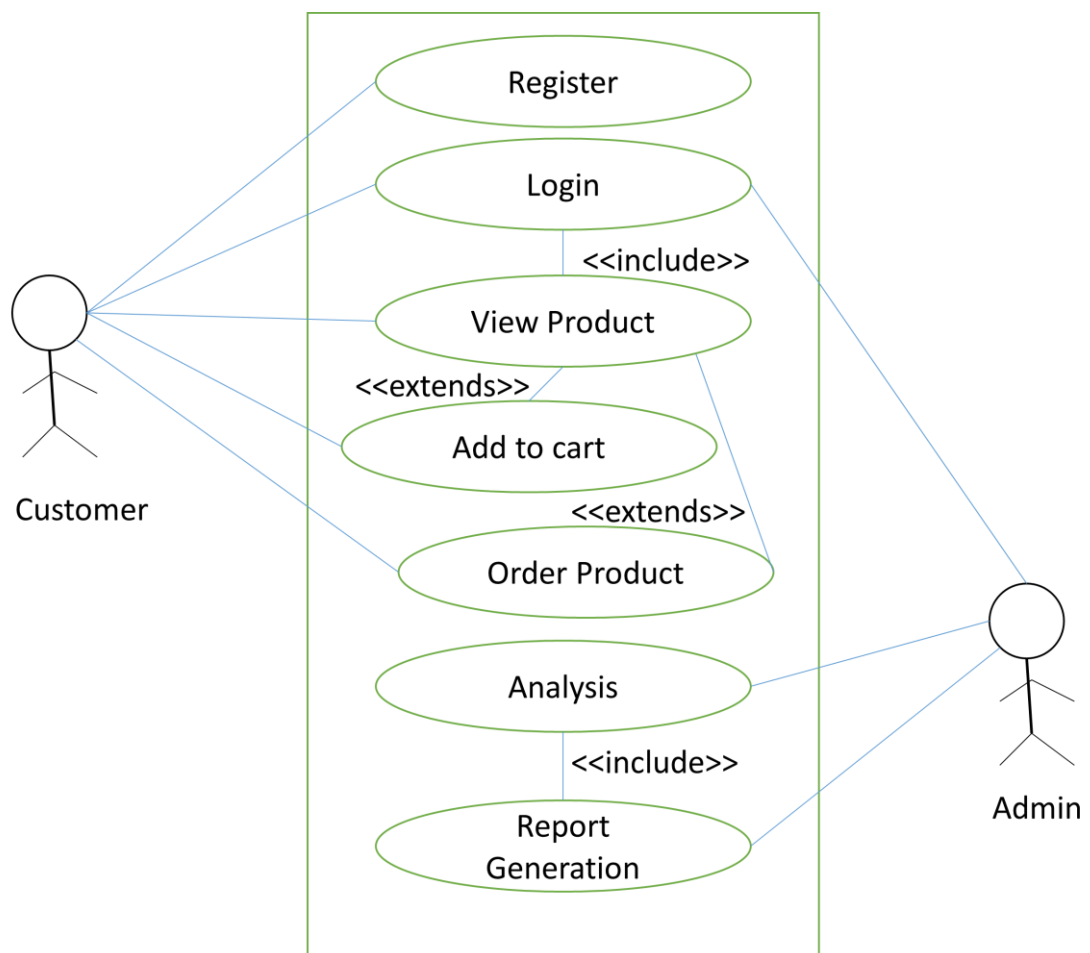 Register
Login
<<include>>
View Product
<<extends>>
Add to cart
Customer
<<extends>>
Order Product
Analysis
<<include>>
Admin
Report
Generation